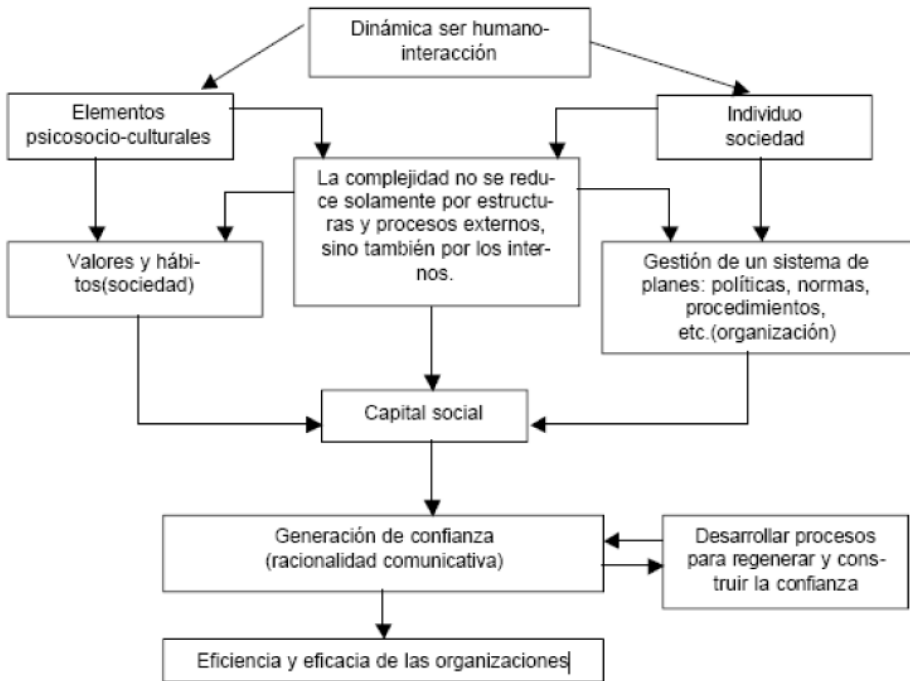 Dinámica ser humano-
interacción
Elementos
psicosocio-culturales
Individuo
sociedad
La complejidad no se redu-
ce solamente por estructu-
ras y procesos externos,
sino también por los inter-
nos.
Valores y hábi-
tos(sociedad)
Gestión de un sistema de
planes: políticas, normas,
procedimientos,
etc.(organización)
Capital social
Generación de confianza
(racionalidad comunicativa)
Desarrollar procesos
para regenerar y cons-
truir la confianza
Eficiencia y eficacia de las organizaciones